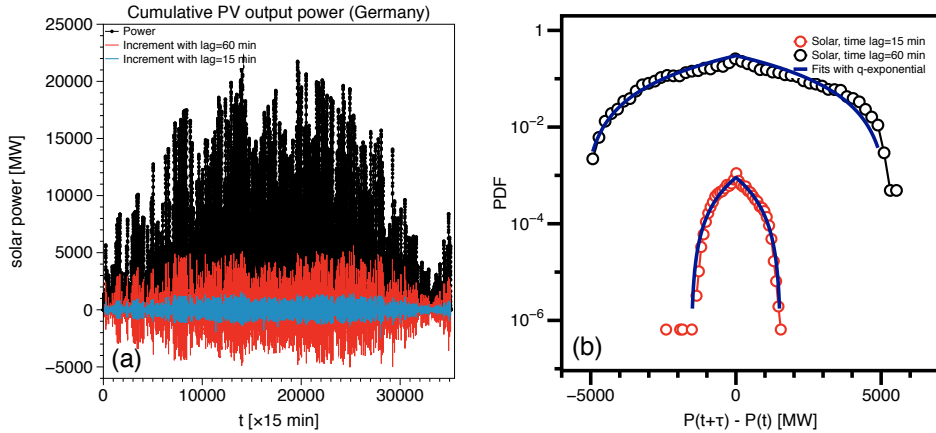 Cumulative PV output power (Germany)
25000
20000
15000
10000
5000
0
−5000
solar power [MW]
Power
Increment with lag=60 min
Increment with lag=15 min
(a)
0
10000
20000
30000
t [×15 min]
1
10−2
10−4
10−6
PDF
Solar, time lag=15 min
Solar, time lag=60 min
Fits with q-exponential
(b)
−5000
0
5000
P(t+τ) - P(t) [MW]